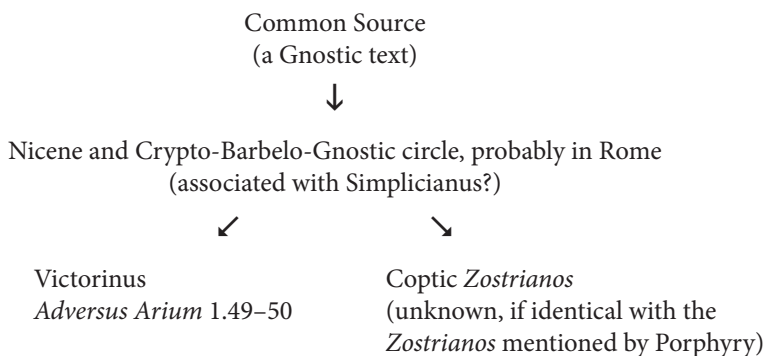 Common Source
(a Gnostic text)
↓
Nicene and Crypto-Barbelo-Gnostic circle, probably in Rome
(associated with Simplicianus?)
↙ ↘
Victorinus Coptic Zostrianos
Adversus Arium 1.49–50 (unknown, if identical with the
Zostrianos mentioned by Porphyry)